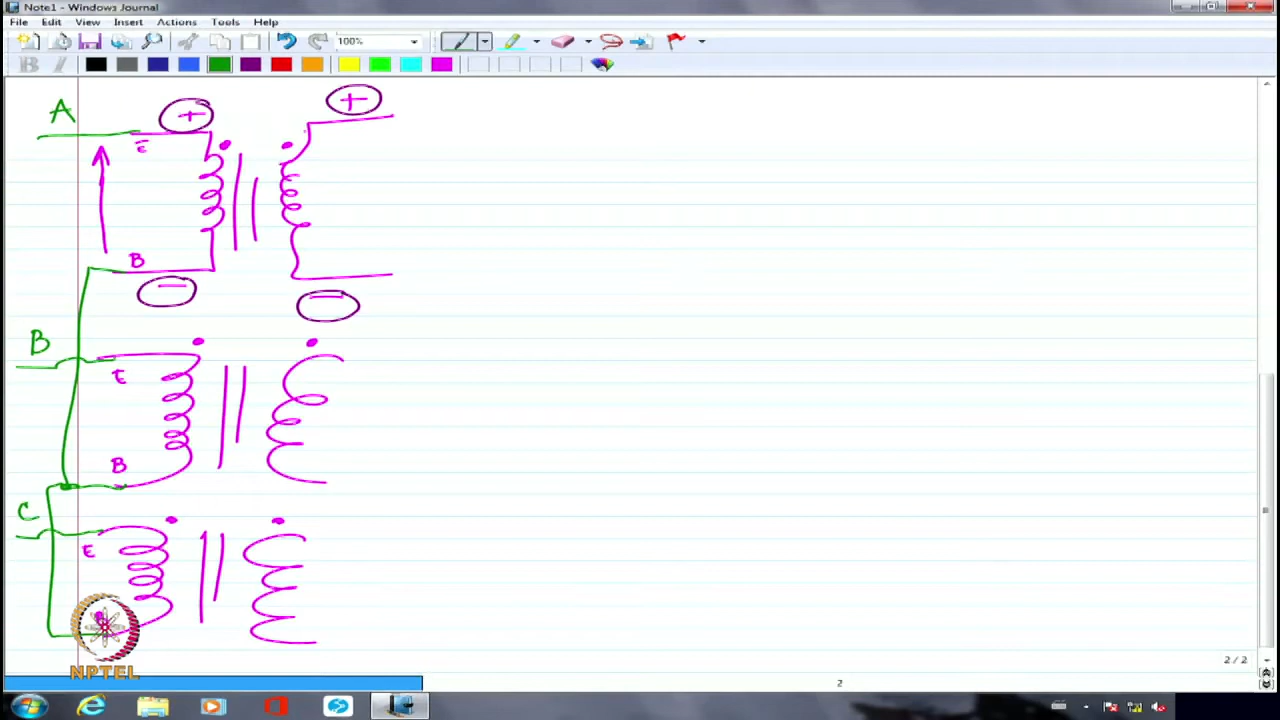 Note1 - Windows Journal
File Edit View Insert Actions Tools Help
100%
A + +
E
B
- -
B
E
B
C
E
NPTEL
2 / 2
2